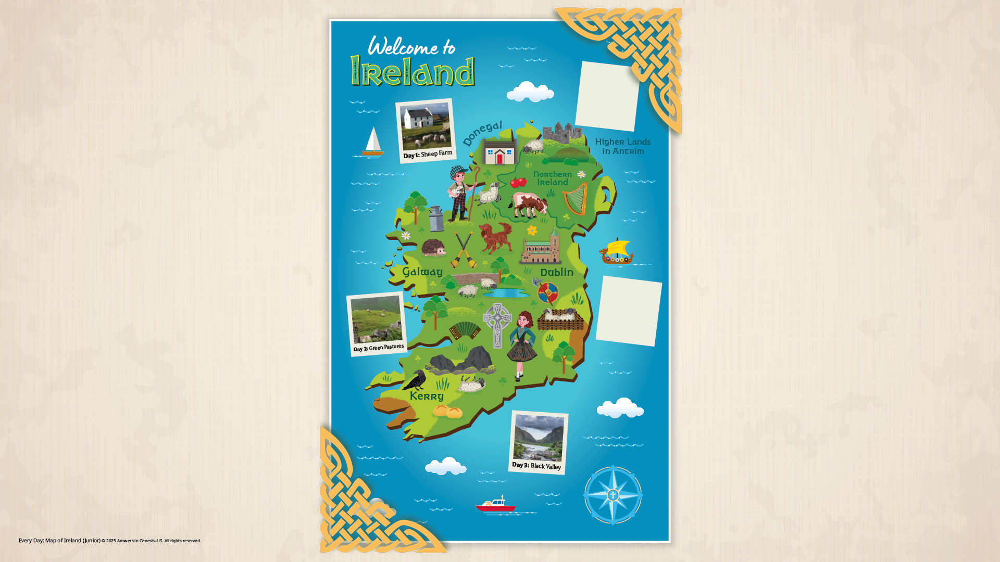 Welcome to
Ireland
Day 1: Sheep Farm
Donegal
Higher Lands
in Antrim
Northern
Ireland
Galway
Dublin
Day 2: Green Pastures
Kerry
Day 3: Black Valley
Every Day: Map of Ireland (Junior) © 2025 Answers in Genesis–US. All rights reserved.